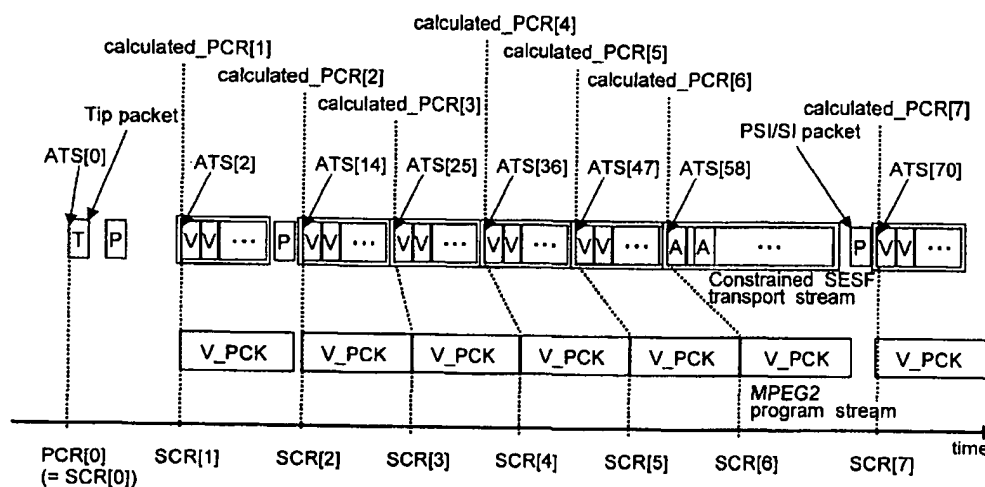 calculated_PCR[4]
calculated_PCR[1]
calculated_PCR[5]
calculated_PCR[2]
calculated_PCR[6]
calculated_PCR[3]
calculated_PCR[7]
Tip packet
PSI/SI packet
ATS[0]
ATS[2]
ATS[14]
ATS[25]
ATS[36]
ATS[47]
ATS[58]
ATS[70]
T P V V ... P V V ... V V ... V V ... V V ... A A ... P V V ...
Constrained SESF
transport stream
V_PCK V_PCK V_PCK V_PCK V_PCK V_PCK V_PCK
MPEG2
program stream
time
PCR[0] SCR[1] SCR[2] SCR[3] SCR[4] SCR[5] SCR[6] SCR[7]
(= SCR[0])